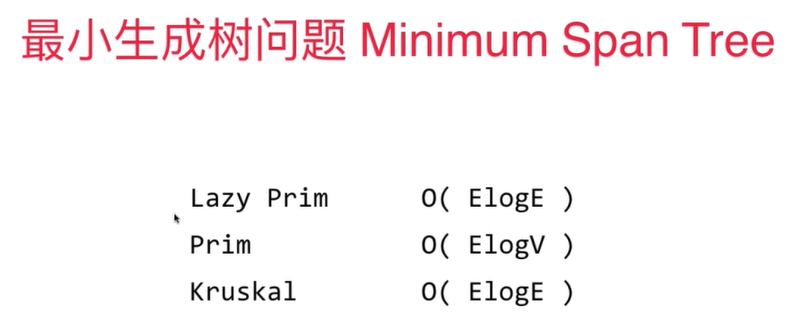 最小生成树问题 Minimum Span Tree
Lazy Prim O( ElogE )
Prim O( ElogV )
Kruskal O( ElogE )